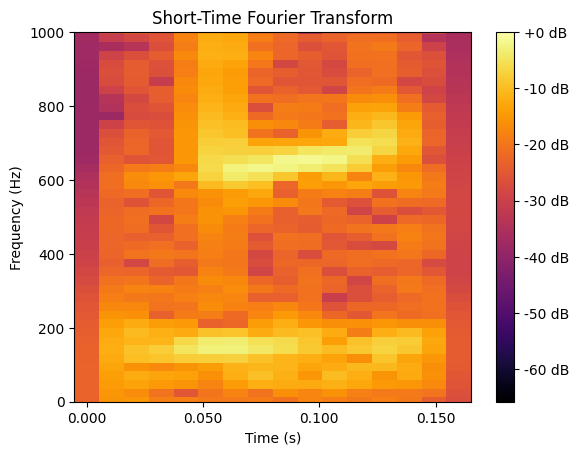 Short-Time Fourier Transform
1000
800
600
400
200
0
Frequency (Hz)
0.000
0.050
0.100
0.150
Time (s)
+0 dB
-10 dB
-20 dB
-30 dB
-40 dB
-50 dB
-60 dB